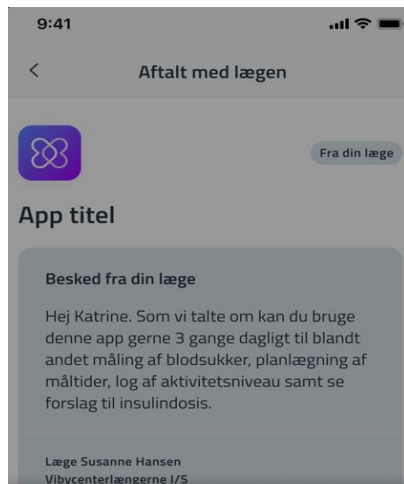 9:41
Aftalt med lægen
Fra din læge
App titel
Besked fra din læge
Hej Katrine. Som vi talte om kan du bruge
denne app gerne 3 gange dagligt til blandt
andet måling af blodsukker, planlægning af
måltider, log af aktivitetsniveau samt se
forslag til insulindosis.
Læge Susanne Hansen
Vibycenterlængerne I/S